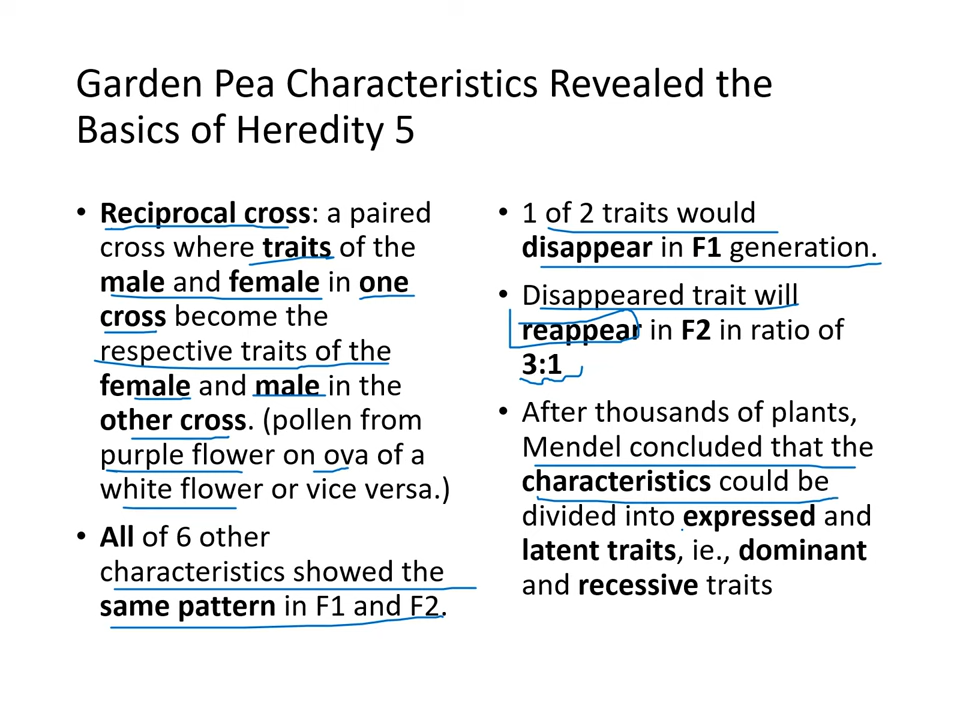 Garden Pea Characteristics Revealed the
Basics of Heredity 5
• Reciprocal cross: a paired
cross where traits of the
male and female in one
cross become the
respective traits of the
female and male in the
other cross. (pollen from
purple flower on ova of a
white flower or vice versa.)
• All of 6 other
characteristics showed the
same pattern in F1 and F2.
• 1 of 2 traits would
disappear in F1 generation.
• Disappeared trait will
reappear in F2 in ratio of
3:1
• After thousands of plants,
Mendel concluded that the
characteristics could be
divided into expressed and
latent traits, ie., dominant
and recessive traits